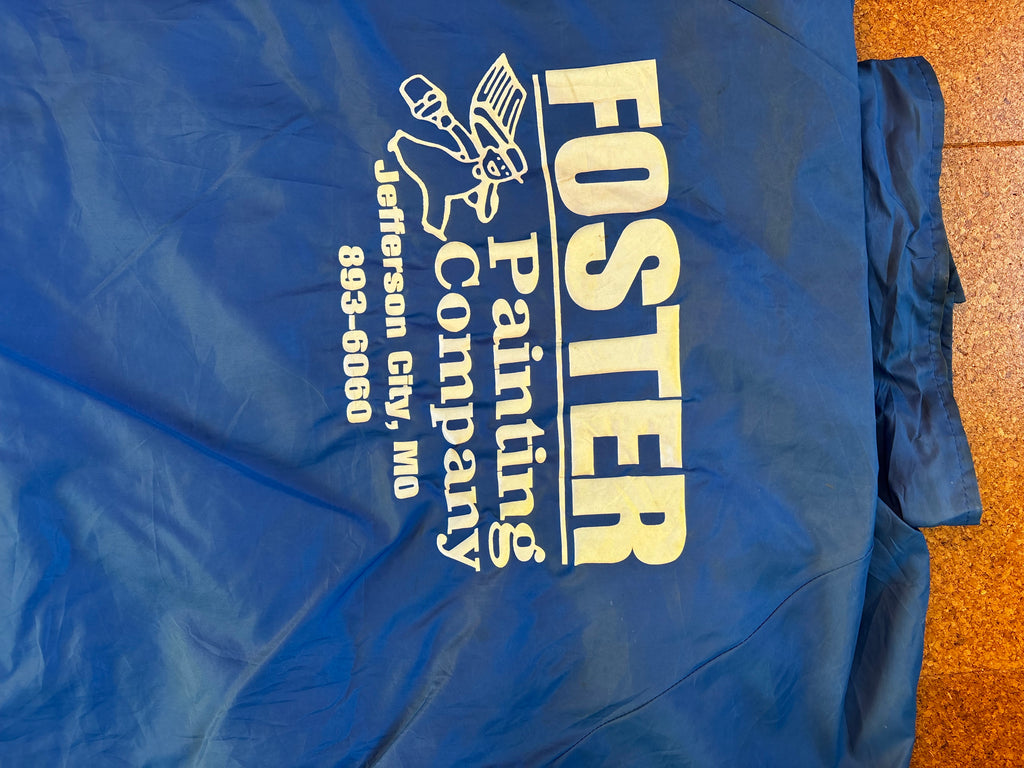 FOSTER
Painting
Company
Jefferson City, Mo
893-6060